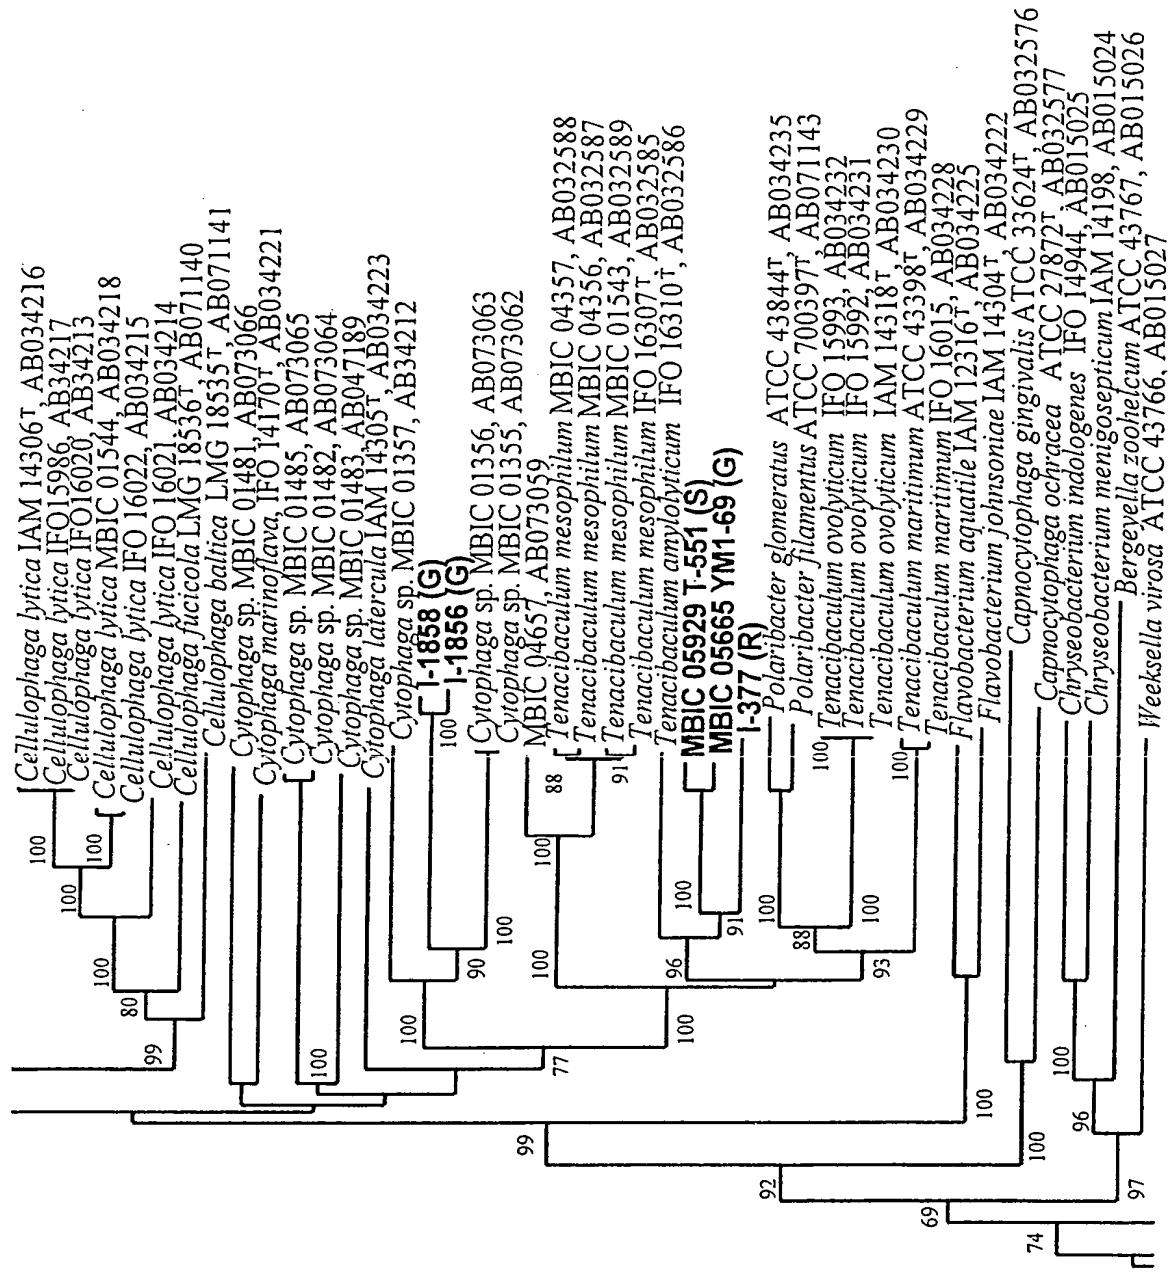 Cellulophaga lytica IAM 14306T, AB034216
Cellulophaga lytica IFO15986, AB34217
Cellulophaga lytica IFO16020, AB34213
Cellulophaga lytica MBIC 01544, AB034218
Cellulophaga lytica IFO 16022, AB034215
Cellulophaga lytica IFO 16021, AB034214
Cellulophaga fucicola LMG 18536T, AB071140
Cellulophaga baltica LMG 18535T, AB071141
Cytophaga sp. MBIC 01481, AB073066
Cytophaga marinoflava, IFO 14170T, AB034221
Cytophaga sp. MBIC 01485, AB073065
Cytophaga sp. MBIC 01482, AB073064
Cytophaga sp. MBIC 01483, AB047189
Cytophaga latercula IAM 14305T, AB034223
Cytophaga sp. MBIC 01357, AB34212
I-1858 (G)
I-1856 (G)
Cytophaga sp. MBIC 01356, AB073063
Cytophaga sp. MBIC 01355, AB073062
MBIC 04657, AB073059
Tenacibaculum mesophilum MBIC 04357, AB032588
Tenacibaculum mesophilum MBIC 04356, AB032587
Tenacibaculum mesophilum MBIC 01543, AB032589
Tenacibaculum mesophilum IFO 16307T, AB032585
Tenacibaculum amylolyticum IFO 16310T, AB032586
MBIC 05929 T-551 (S)
MBIC 05665 YM1-69 (G)
I-377 (R)
Polaribacter glomeratus ATCC 43844T, AB034235
Polaribacter filamentus ATCC 700397T, AB071143
Tenacibaculum ovolyticum IFO 15993, AB034232
Tenacibaculum ovolyticum IFO 15992, AB034231
Tenacibaculum ovolyticum IAM 14318T, AB034230
Tenacibaculum maritimum ATCC 43398T, AB034229
Tenacibaculum maritimum IFO 16015, AB034228
Flavobacterium aquatile IAM 12316T, AB034225
Flavobacterium johnsoniae IAM 14304T, AB034222
Capnocytophaga gingivalis ATCC 33624T, AB032576
Capnocytophaga ochracea ATCC 27872T, AB032577
Chryseobacterium indologenes IFO 14944, AB015025
Chryseobacterium menigosepticum IAM 14198, AB015024
Bergeyella zoohelcum ATCC 43767, AB015026
Weeksella virosa ATCC 43766, AB015027
100
100
100
100
80
99
100
100
100
90
100
77
88
91
100
100
100
100
91
96
100
100
100
88
100
93
100
99
100
92
100
96
97
69
74